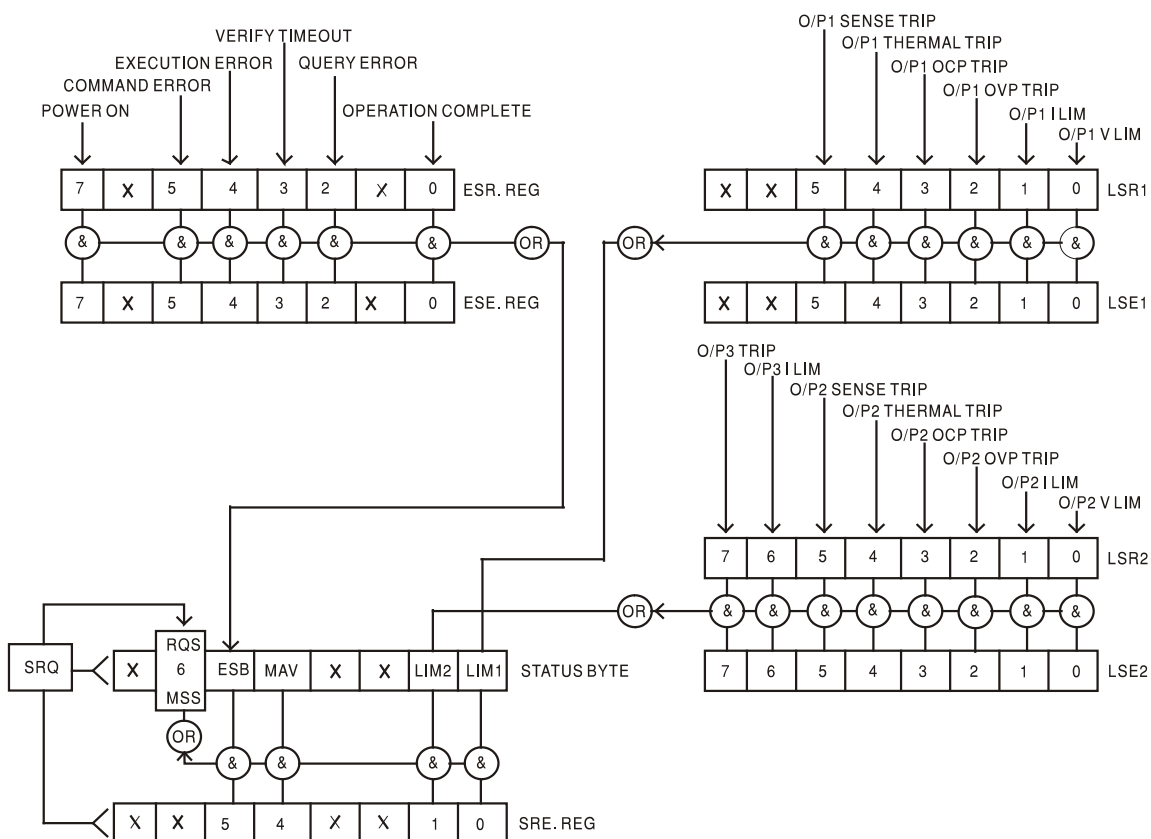 VERIFY TIMEOUT
EXECUTION ERROR QUERY ERROR
COMMAND ERROR
POWER ON OPERATION COMPLETE
7 X 5 4 3 2 X 0 ESR. REG
& & & & & & OR
7 X 5 4 3 2 X 0 ESE. REG
O/P1 SENSE TRIP
O/P1 THERMAL TRIP
O/P1 OCP TRIP
O/P1 OVP TRIP
O/P1 I LIM
O/P1 V LIM
X X 5 4 3 2 1 0 LSR1
OR & & & & & &
X X 5 4 3 2 1 0 LSE1
O/P3 TRIP
O/P3 I LIM
O/P2 SENSE TRIP
O/P2 THERMAL TRIP
O/P2 OCP TRIP
O/P2 OVP TRIP
O/P2 I LIM
O/P2 V LIM
7 6 5 4 3 2 1 0 LSR2
OR & & & & & & & &
7 6 5 4 3 2 1 0 LSE2
RQS
SRQ X 6 ESB MAV X X LIM2 LIM1 STATUS BYTE
MSS
OR
& & & &
X X 5 4 X X 1 0 SRE. REG